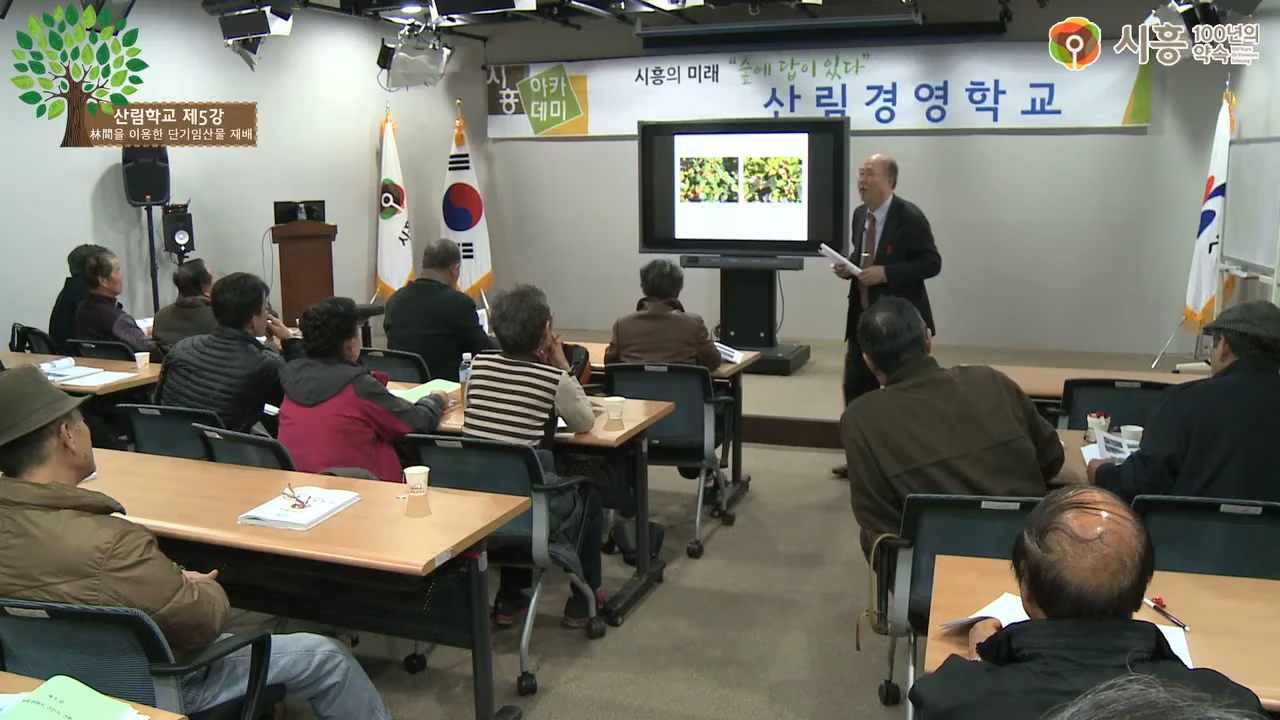 산림학교 제5강
林間을 이용한 단기임산물 재배
시흥
아카데미
시흥의 미래 "숲에 답이 있다"
산림경영학교
시흥 100년의 약속